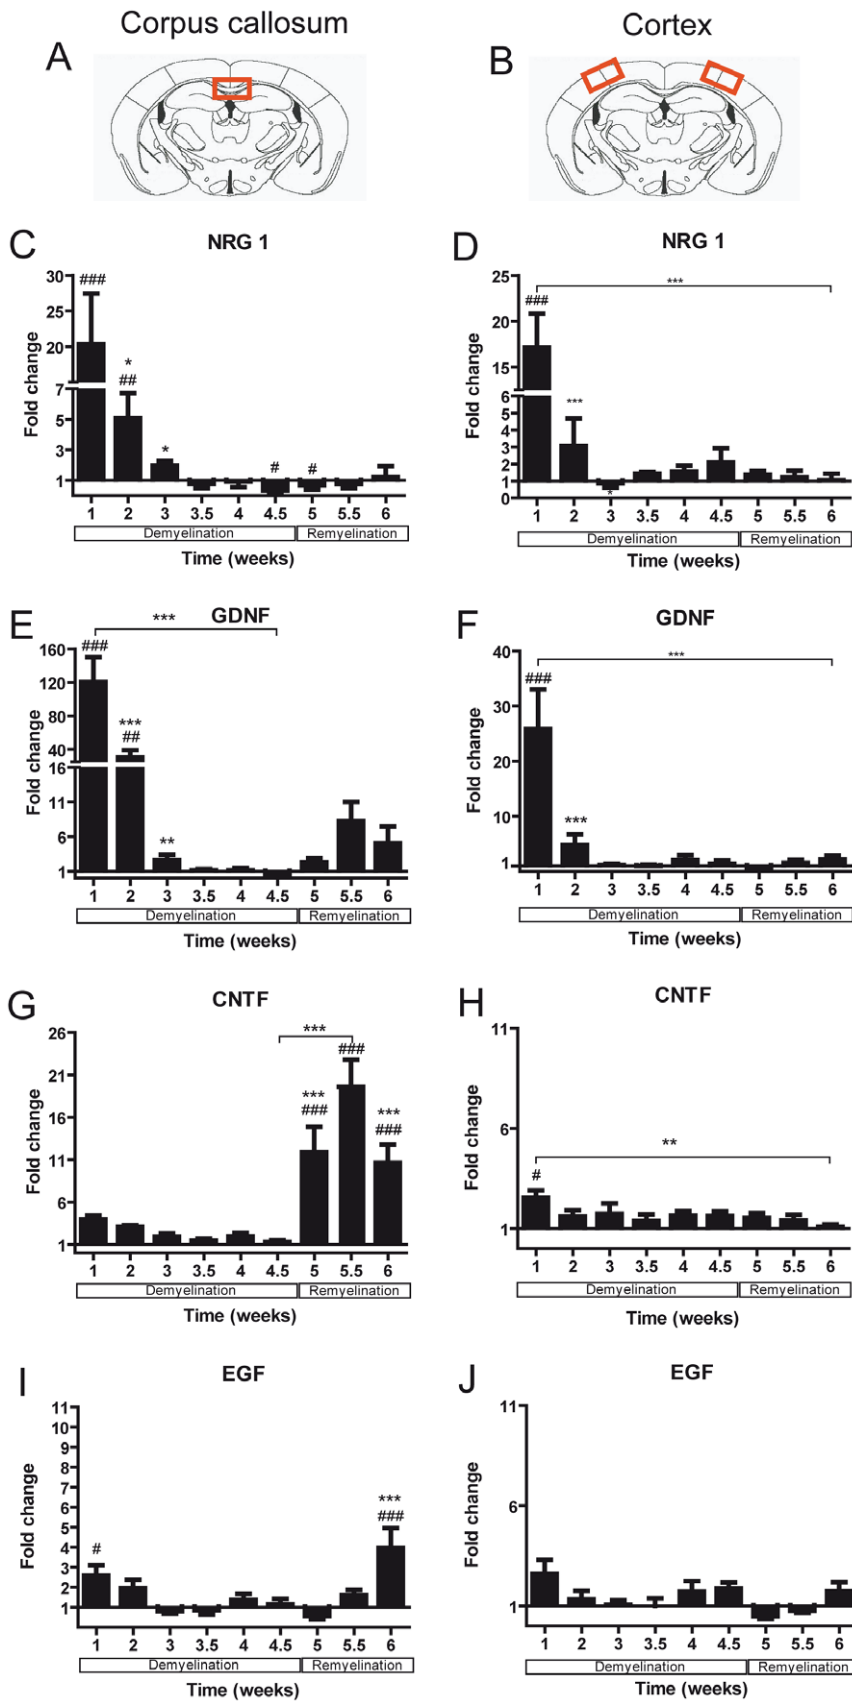 Corpus callosum
Cortex
A
B
C
NRG 1
Fold change
30
20
7
5
3
1
###
*
##
*
#
#
1 2 3 3.5 4 4.5 5 5.5 6
Demyelination Remyelination
Time (weeks)
D
NRG 1
Fold change
25
20
15
10
6
5
4
3
2
1
0
***
###
***
*
1 2 3 3.5 4 4.5 5 5.5 6
Demyelination Remyelination
Time (weeks)
E
GDNF
Fold change
160
120
80
40
16
11
6
1
***
###
***
##
**
1 2 3 3.5 4 4.5 5 5.5 6
Demyelination Remyelination
Time (weeks)
F
GDNF
Fold change
40
30
20
10
1
***
###
***
1 2 3 3.5 4 4.5 5 5.5 6
Demyelination Remyelination
Time (weeks)
G
CNTF
Fold change
26
21
16
11
6
1
***
###
***
###
***
###
1 2 3 3.5 4 4.5 5 5.5 6
Demyelination Remyelination
Time (weeks)
H
CNTF
Fold change
11
6
1
**
#
1 2 3 3.5 4 4.5 5 5.5 6
Demyelination Remyelination
Time (weeks)
I
EGF
Fold change
11
10
9
8
7
6
5
4
3
2
1
#
***
###
1 2 3 3.5 4 4.5 5 5.5 6
Demyelination Remyelination
Time (weeks)
J
EGF
Fold change
11
6
1
1 2 3 3.5 4 4.5 5 5.5 6
Demyelination Remyelination
Time (weeks)